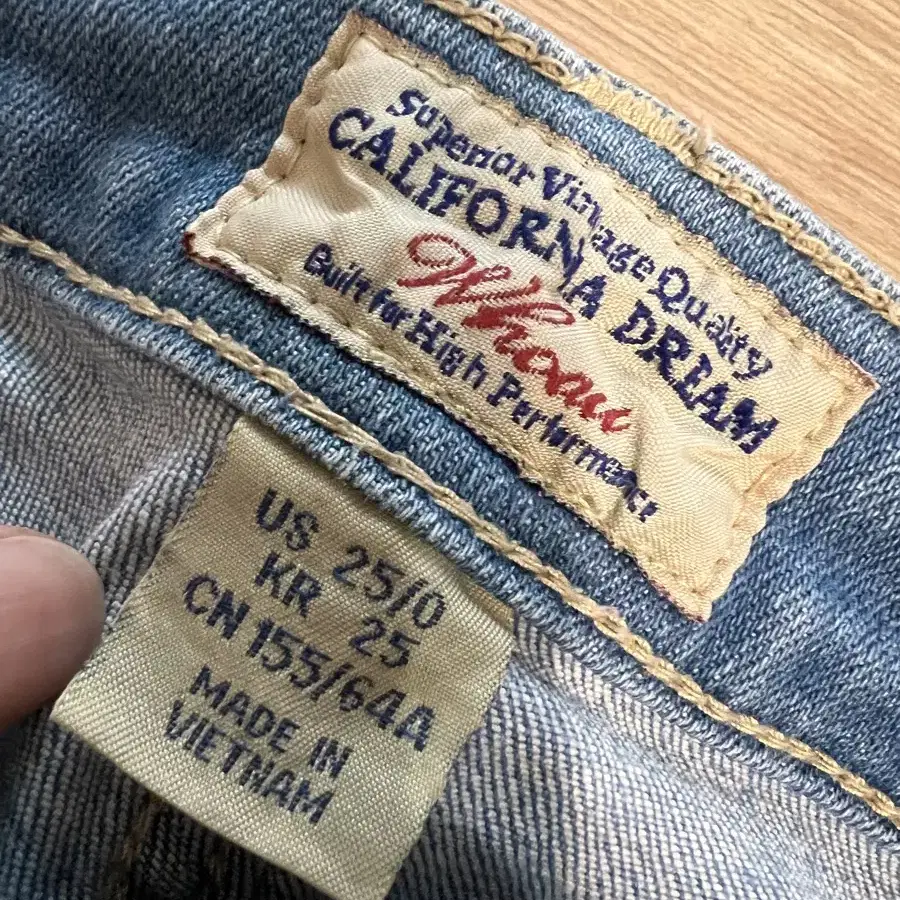 Superior Vintage Quality
CALIFORNIA DREAM
Whoau
Built for High Performance
US 25/0
KR 25
CN 155/64A
MADE IN
VIETNAM